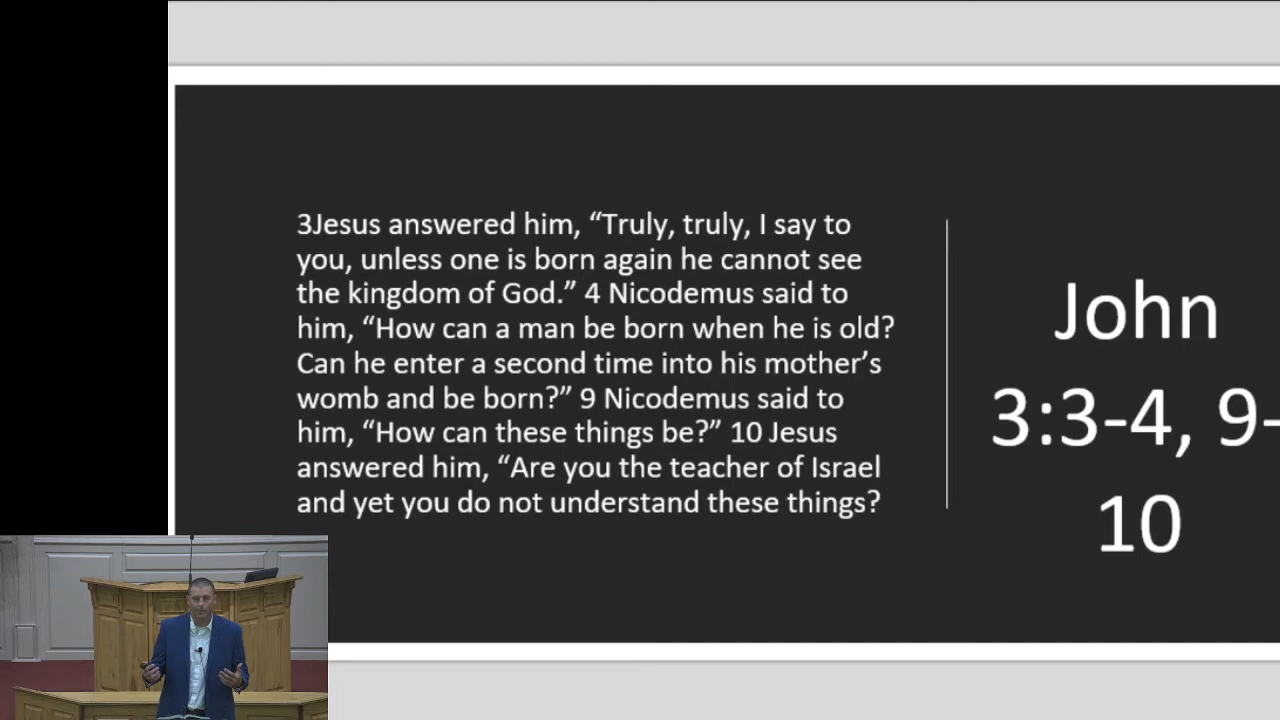 3Jesus answered him, “Truly, truly, I say to
you, unless one is born again he cannot see
the kingdom of God.” 4 Nicodemus said to
him, “How can a man be born when he is old?
Can he enter a second time into his mother’s
womb and be born?” 9 Nicodemus said to
him, “How can these things be?” 10 Jesus
answered him, “Are you the teacher of Israel
and yet you do not understand these things?
John
3:3-4, 9-
10